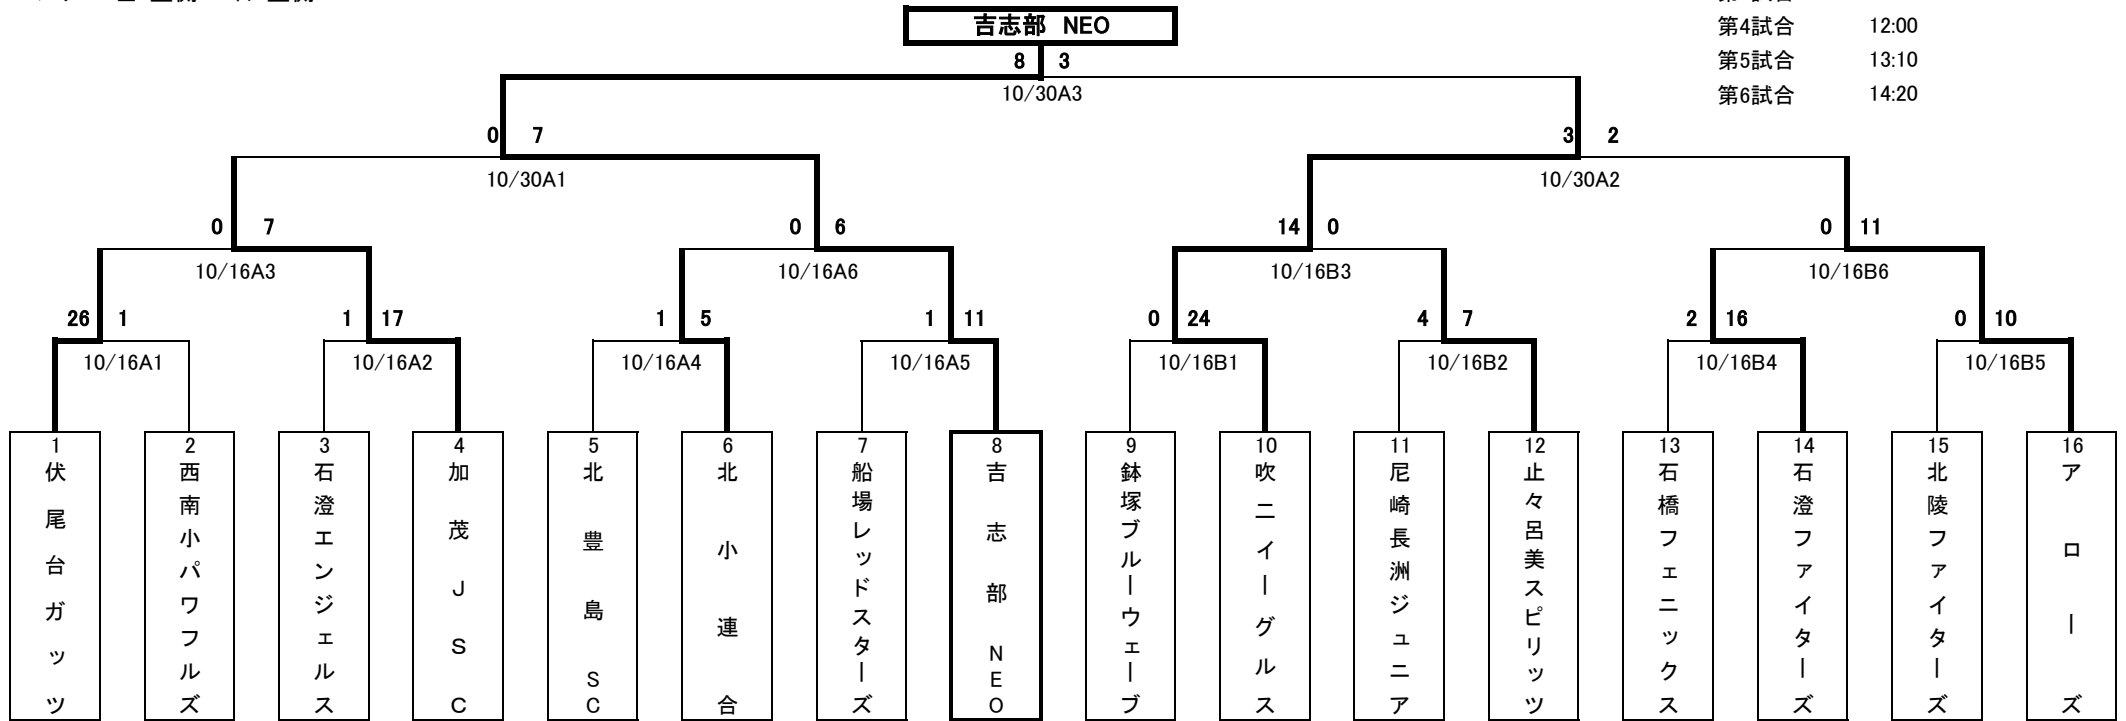 吉志部 NEO
第4試合 12:00
第5試合 13:10
第6試合 14:20
8 3
10/30A3
0 7
3 2
10/30A1
10/30A2
0 7
0 6
14 0
0 11
10/16A3
10/16A6
10/16B3
10/16B6
26 1
1 17
1 5
1 11
0 24
4 7
2 16
0 10
10/16A1
10/16A2
10/16A4
10/16A5
10/16B1
10/16B2
10/16B4
10/16B5
1
伏尾台ガッツ
2
西南小パワフルズ
3
石澄エンジェルス
4
加茂JSC
5
北豊島SC
6
北小連合
7
船場レッドスターズ
8
吉志部NEO
9
鉢塚ブルーウェーブ
10
吹二イーグルス
11
尼崎長洲ジュニア
12
止々呂美スピリッツ
13
石橋フェニックス
14
石澄ファイターズ
15
北陵ファイターズ
16
アローズ